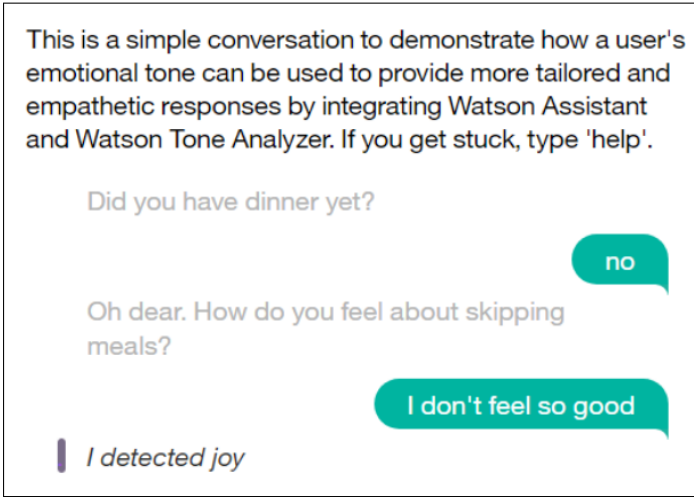 This is a simple conversation to demonstrate how a user's
emotional tone can be used to provide more tailored and
empathetic responses by integrating Watson Assistant
and Watson Tone Analyzer. If you get stuck, type 'help'.
Did you have dinner yet?
no
Oh dear. How do you feel about skipping
meals?
I don't feel so good
I detected joy